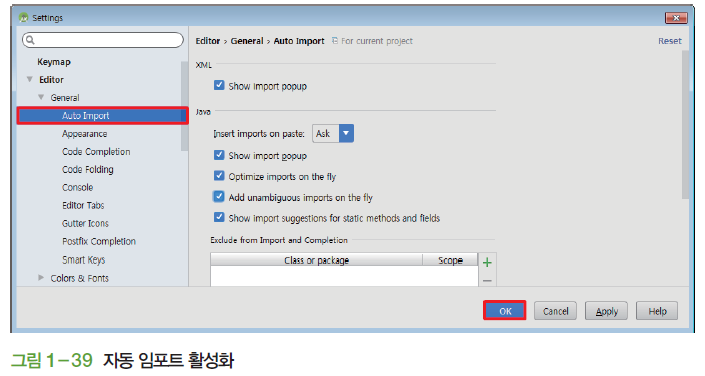 Settings
Keymap
Editor
General
Auto Import
Appearance
Code Completion
Code Folding
Console
Editor Tabs
Gutter Icons
Postfix Completion
Smart Keys
Colors & Fonts
Editor › General › Auto Import For current project Reset
XML
Show import popup
Java
Insert imports on paste: Ask
Show import popup
Optimize imports on the fly
Add unambiguous imports on the fly
Show import suggestions for static methods and fields
Exclude from Import and Completion
Class or package Scope
OK Cancel Apply Help
그림 1-39 자동 임포트 활성화